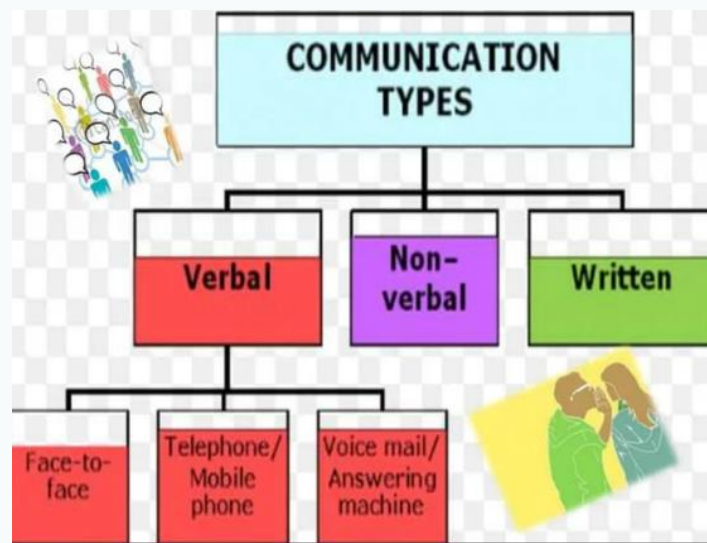 COMMUNICATION
TYPES
Verbal
Non-
verbal
Written
Face-to-
face
Telephone/
Mobile
phone
Voice mail/
Answering
machine